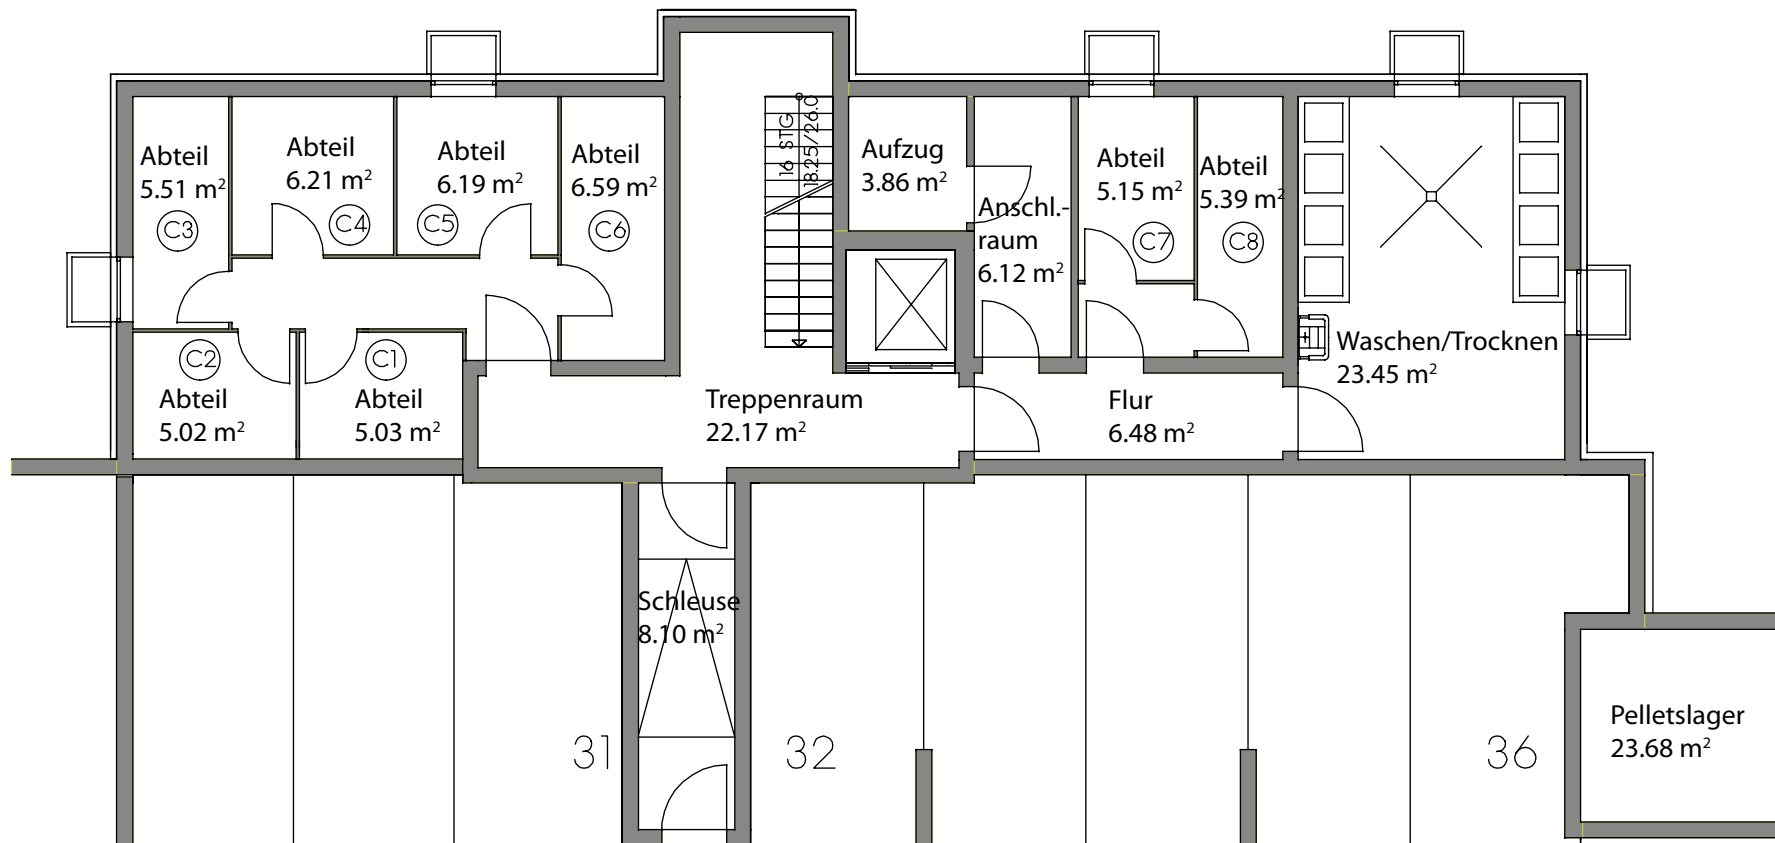 Abteil
5.51 m²
C3
Abteil
6.21 m²
C4
Abteil
6.19 m²
C5
Abteil
6.59 m²
C6
16 STG
18.25/26.0
Aufzug
3.86 m²
Anschl.-
raum
6.12 m²
Abteil
5.15 m²
C7
Abteil
5.39 m²
C8
Waschen/Trocknen
23.45 m²
C2
Abteil
5.02 m²
C1
Abteil
5.03 m²
Treppenraum
22.17 m²
Flur
6.48 m²
Schleuse
8.10 m²
31
32
36
Pelletslager
23.68 m²